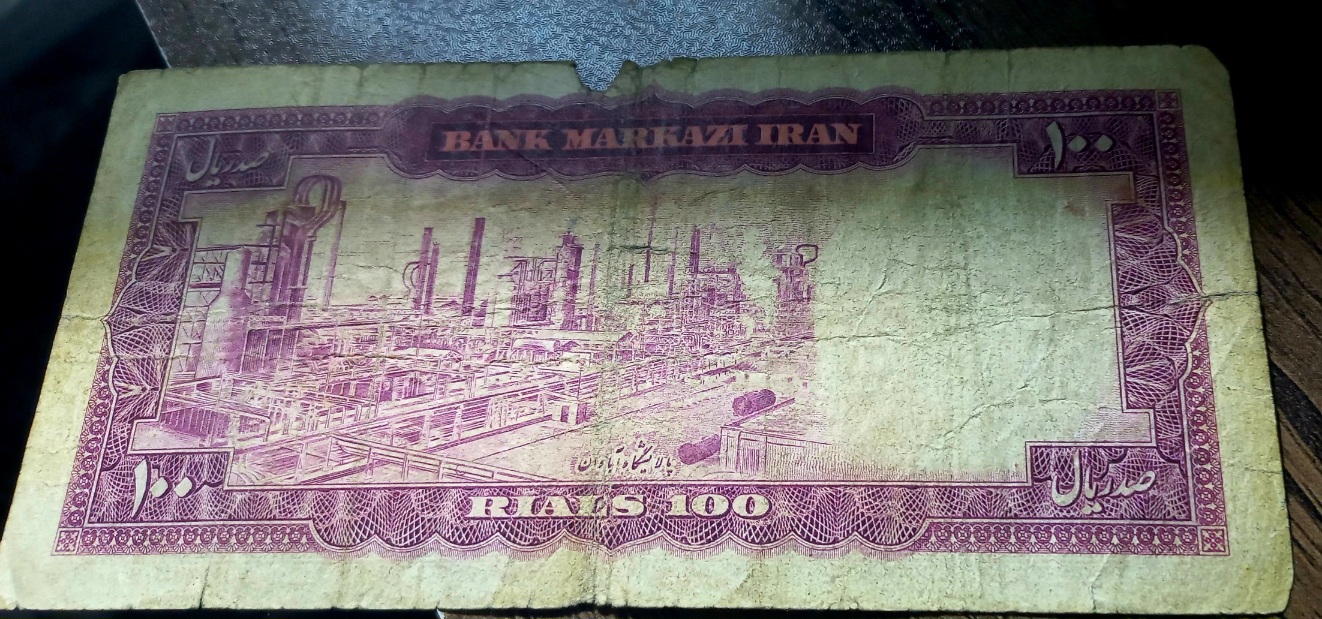 BANK MARKAZI IRAN
صد ریال
۱۰۰
پالایشگاه آبادان
RIALS 100
۱۰۰
صد ریال